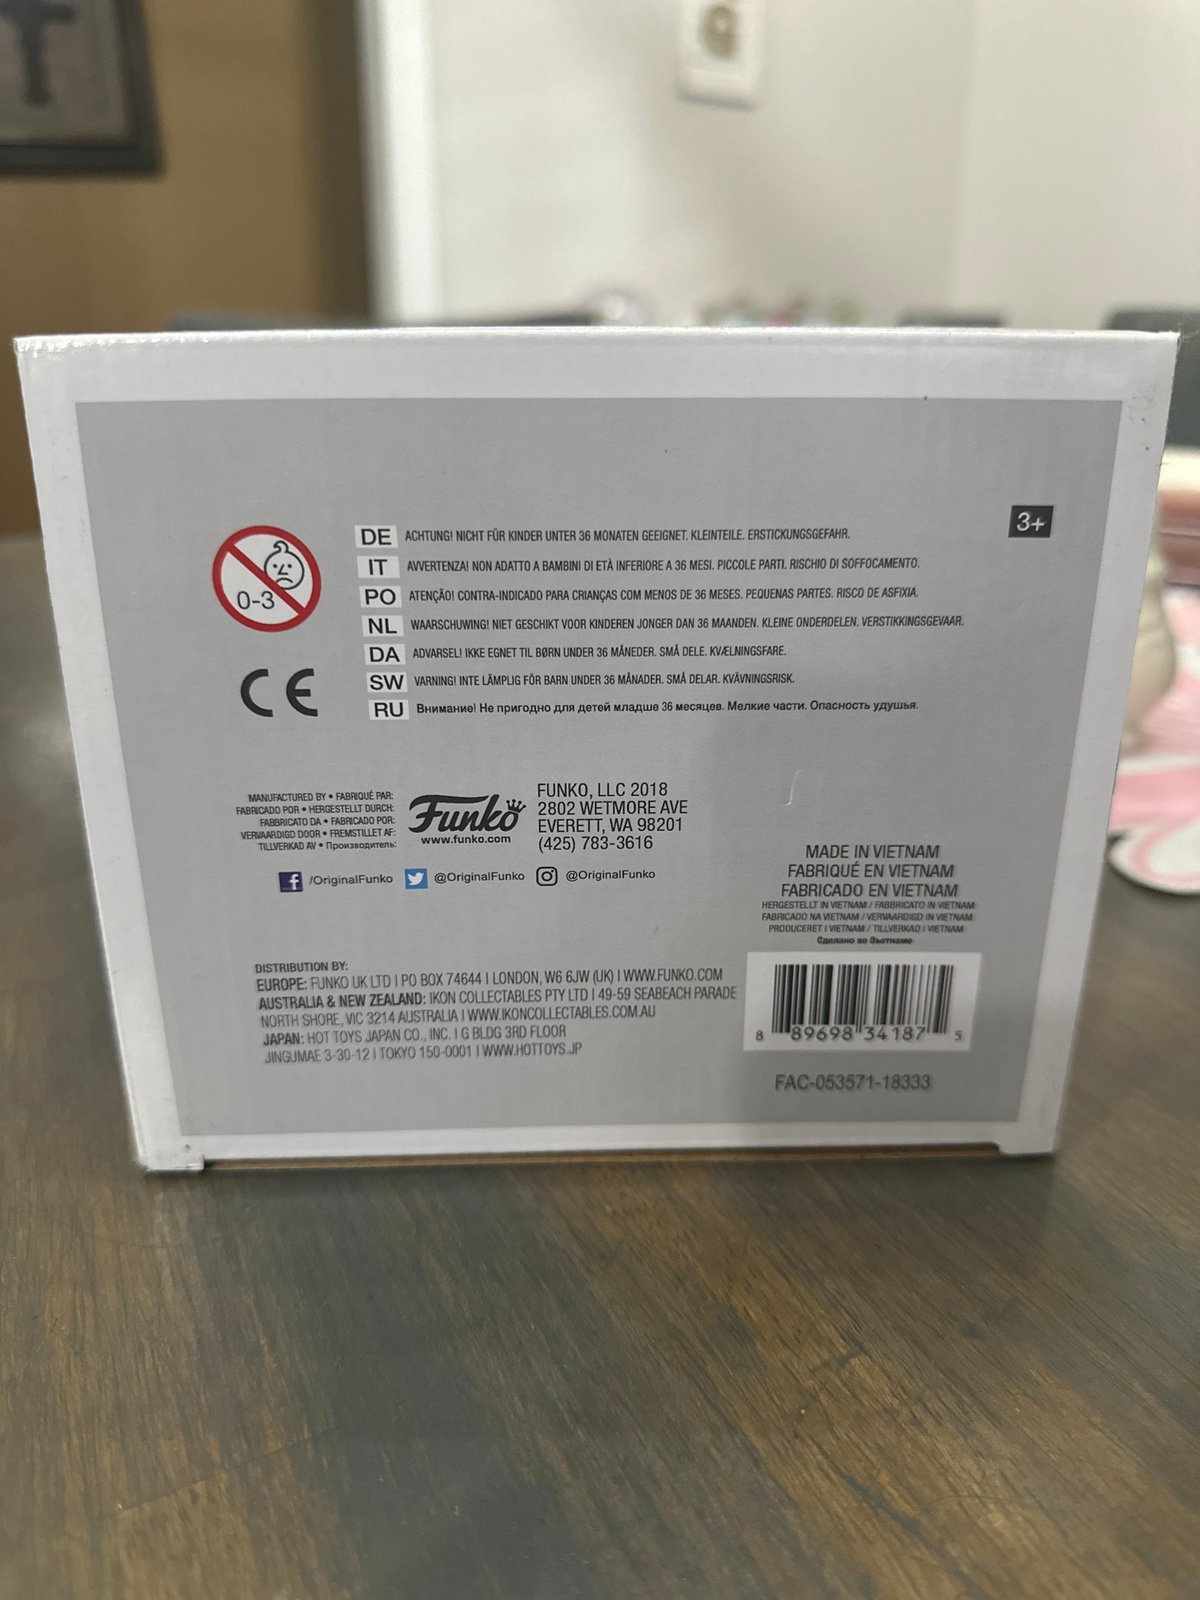 3+
0-3
DE ACHTUNG! NICHT FÜR KINDER UNTER 36 MONATEN GEEIGNET. KLEINTEILE. ERSTICKUNGSGEFAHR.
IT AVVERTENZA! NON ADATTO A BAMBINI DI ETÀ INFERIORE A 36 MESI. PICCOLE PARTI. RISCHIO DI SOFFOCAMENTO.
PO ATENÇÃO! CONTRA-INDICADO PARA CRIANÇAS COM MENOS DE 36 MESES. PEQUENAS PARTES. RISCO DE ASFIXIA.
NL WAARSCHUWING! NIET GESCHIKT VOOR KINDEREN JONGER DAN 36 MAANDEN. KLEINE ONDERDELEN. VERSTIKKINGSGEVAAR.
DA ADVARSEL! IKKE EGNET TIL BØRN UNDER 36 MÅNEDER. SMÅ DELE. KVÆLNINGSFARE.
SW VARNING! INTE LÄMPLIG FÖR BARN UNDER 36 MÅNADER. SMÅ DELAR. KVÄVNINGSRISK.
RU Внимание! Не пригодно для детей младше 36 месяцев. Мелкие части. Опасность удушья.
CE
MANUFACTURED BY • FABRIQUÉ PAR:
FABRICADO POR • HERGESTELLT DURCH:
FABBRICATO DA • FABRICADO POR:
VERVAARDIGD DOOR • FREMSTILLET AF:
TILLVERKAD AV • Производитель:
Funko
www.funko.com
FUNKO, LLC 2018
2802 WETMORE AVE
EVERETT, WA 98201
(425) 783-3616
/OriginalFunko @OriginalFunko @OriginalFunko
MADE IN VIETNAM
FABRIQUÉ EN VIETNAM
FABRICADO EN VIETNAM
HERGESTELLT IN VIETNAM / FABBRICATO IN VIETNAM
FABRICADO NA VIETNAM / VERVAARDIGD IN VIETNAM
PRODUCERET I VIETNAM / TILLVERKAD I VIETNAM
Сделано во Вьетнаме
DISTRIBUTION BY:
EUROPE: FUNKO UK LTD | PO BOX 74644 | LONDON, W6 6JW (UK) | WWW.FUNKO.COM
AUSTRALIA & NEW ZEALAND: IKON COLLECTABLES PTY LTD | 49-59 SEABEACH PARADE
NORTH SHORE, VIC 3214 AUSTRALIA | WWW.IKONCOLLECTABLES.COM.AU
JAPAN: HOT TOYS JAPAN CO., INC. | G BLDG 3RD FLOOR
JINGUMAE 3-30-12 | TOKYO 150-0001 | WWW.HOTTOYS.JP
8 89698 34187 5
FAC-053571-18333